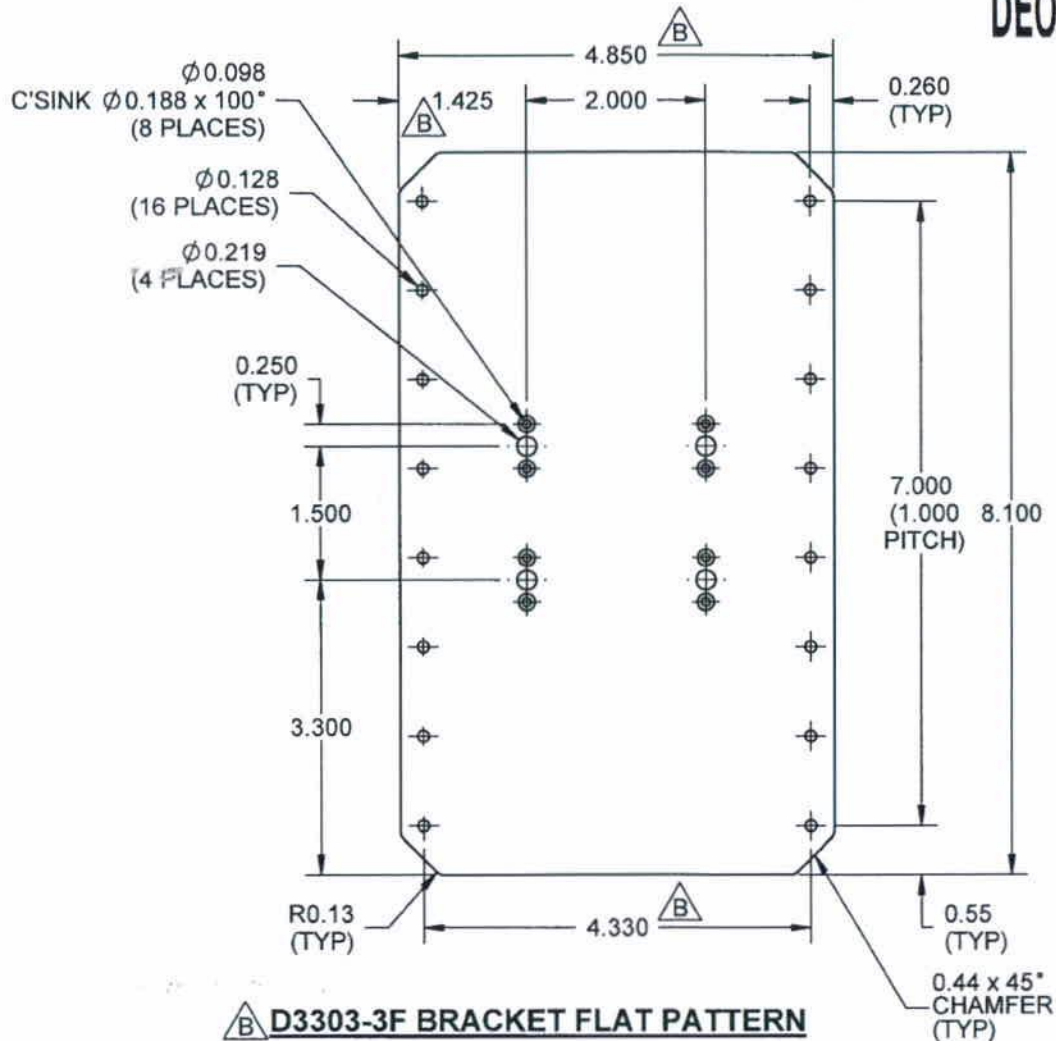 DEO
B
4.850
Ø0.098
C'SINK Ø0.188 x 100°
(8 PLACES)
B
1.425
2.000
0.260
(TYP)
Ø0.128
(16 PLACES)
Ø0.219
(4 PLACES)
0.250
(TYP)
1.500
7.000
(1.000
PITCH)
8.100
3.300
R0.13
(TYP)
B
4.330
0.55
(TYP)
0.44 x 45°
CHAMFER
(TYP)
B D3303-3F BRACKET FLAT PATTERN